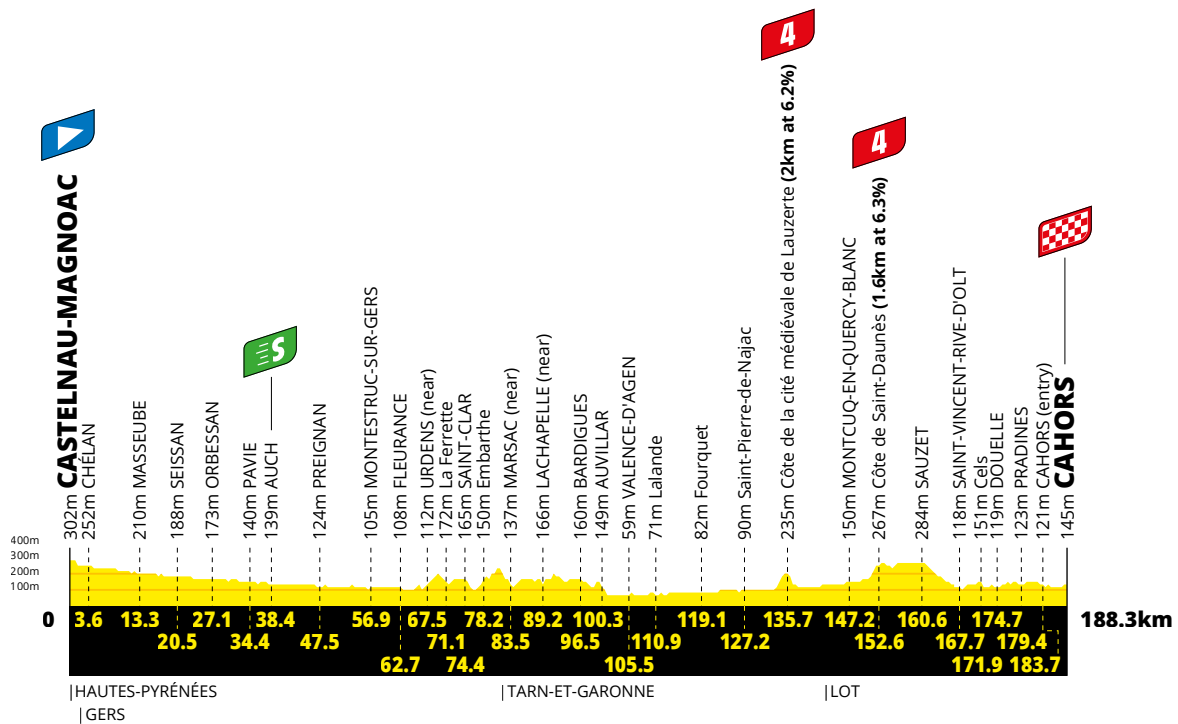 4
4
S
302m CASTELNAU-MAGNOAC
252m CHÉLAN
210m MASSEUBE
188m SEISSAN
173m ORBESSAN
140m PAVIE
139m AUCH
124m PREIGNAN
105m MONTESTRUC-SUR-GERS
108m FLEURANCE
112m URDENS (near)
172m La Ferrette
165m SAINT-CLAR
150m Embarthe
137m MARSAC (near)
166m LACHAPELLE (near)
160m BARDIGUES
149m AUVILLAR
59m VALENCE-D'AGEN
71m Lalande
82m Fourquet
90m Saint-Pierre-de-Najac
235m Côte de la cité médiévale de Lauzerte (2km at 6.2%)
150m MONTCUQ-EN-QUERCY-BLANC
267m Côte de Saint-Daunès (1.6km at 6.3%)
284m SAUZET
118m SAINT-VINCENT-RIVE-D'OLT
151m Cels
119m DOUELLE
123m PRADINES
121m CAHORS (entry)
145m CAHORS
400m
300m
200m
100m
0 3.6 13.3 27.1 38.4 56.9 67.5 78.2 89.2 100.3 119.1 135.7 147.2 160.6 174.7 188.3km
20.5 34.4 47.5 71.1 83.5 96.5 110.9 127.2 152.6 167.7 179.4
62.7 74.4 105.5 171.9 183.7
|HAUTES-PYRÉNÉES |TARN-ET-GARONNE |LOT
|GERS